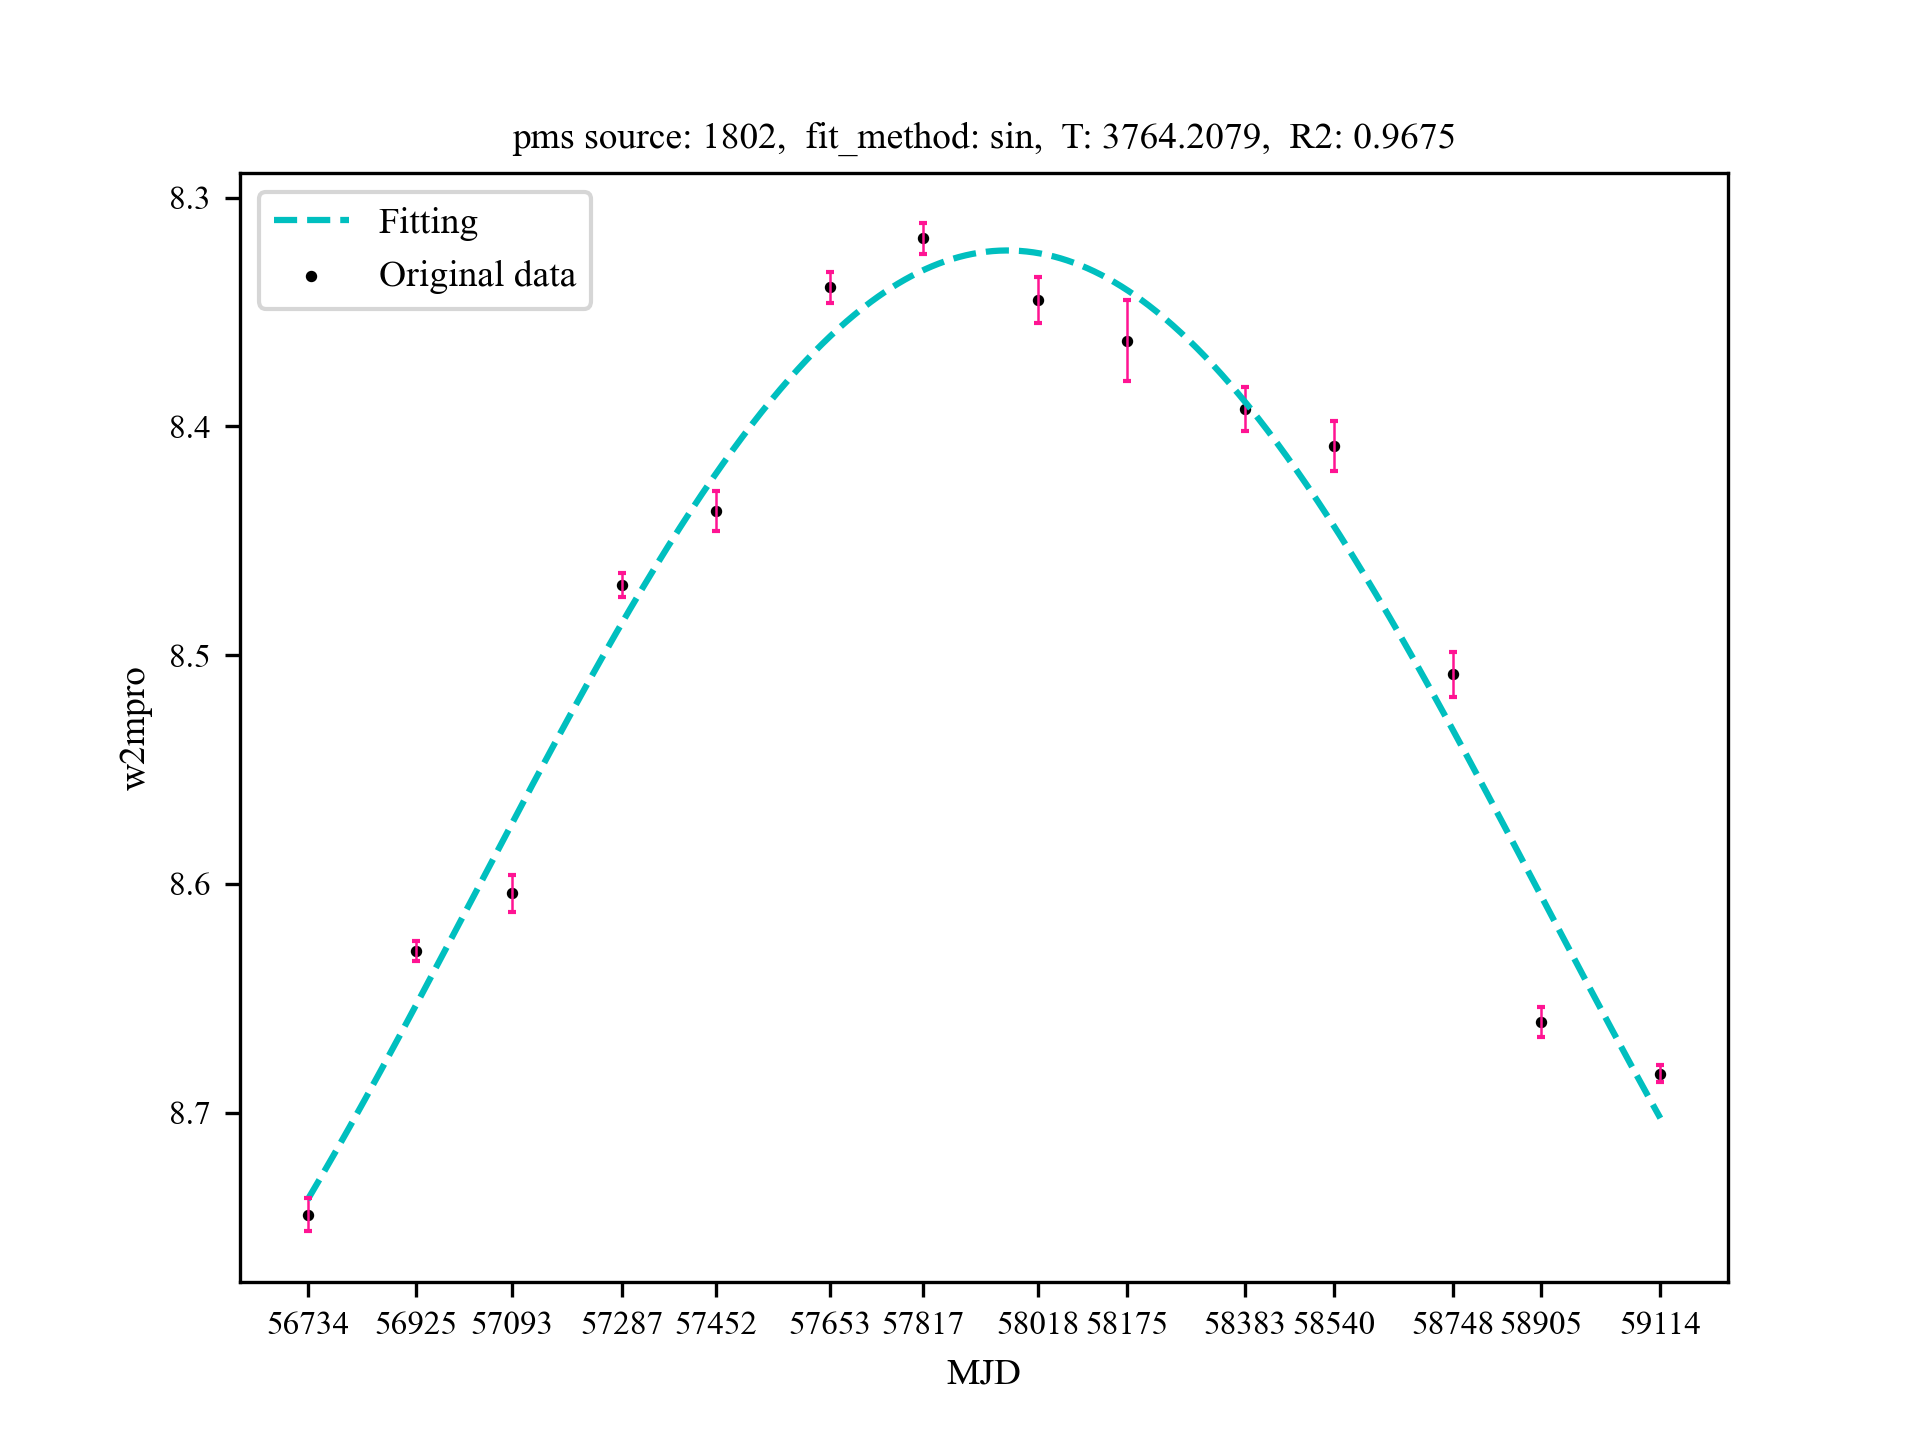 pms source: 1802,  fit_method: sin,  T: 3764.2079,  R2: 0.9675
Fitting
Original data
8.3
8.4
8.5
8.6
8.7
w2mpro
56734 56925 57093 57287 57452 57653 57817 58018 58175 58383 58540 58748 58905 59114
MJD